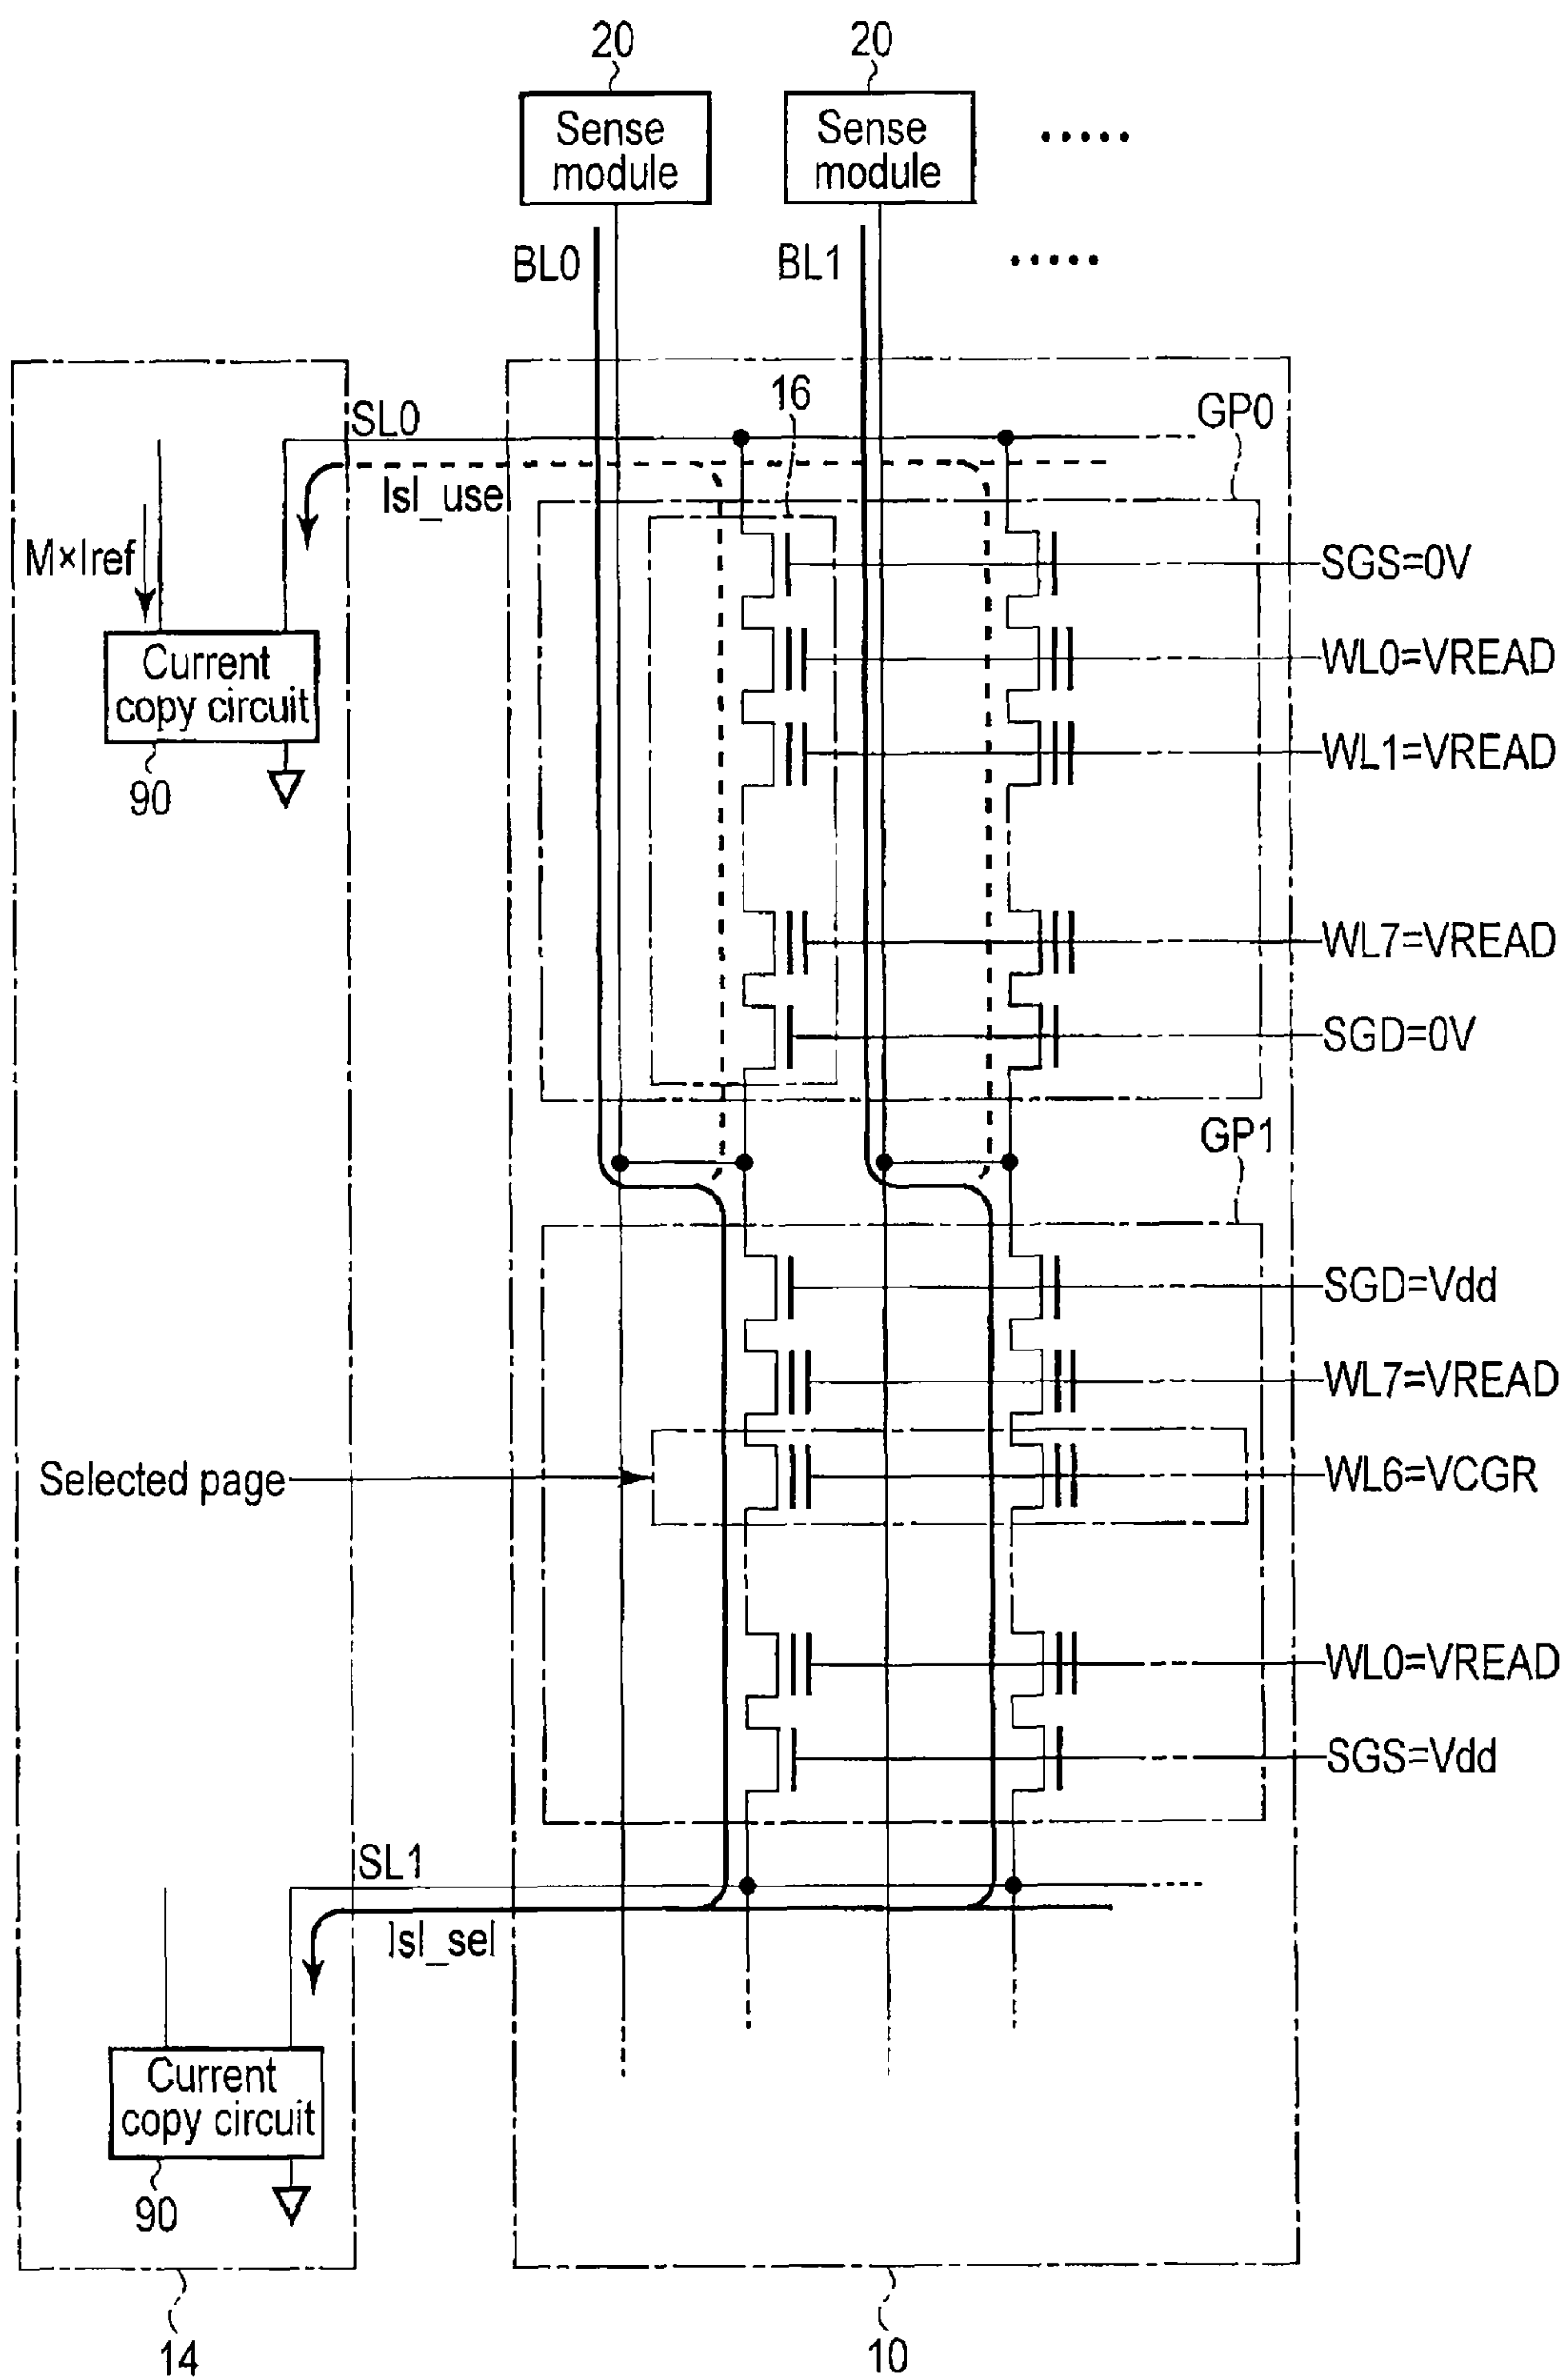 20
20
Sense
module
Sense
module
.....
BL0
BL1
.....
16
GP0
SL0
Isl_use
M×Iref
SGS=0V
Current
copy circuit
WL0=VREAD
WL1=VREAD
90
WL7=VREAD
SGD=0V
GP1
SGD=Vdd
WL7=VREAD
Selected page
WL6=VCGR
WL0=VREAD
SGS=Vdd
SL1
Isl_sel
Current
copy circuit
90
14
10